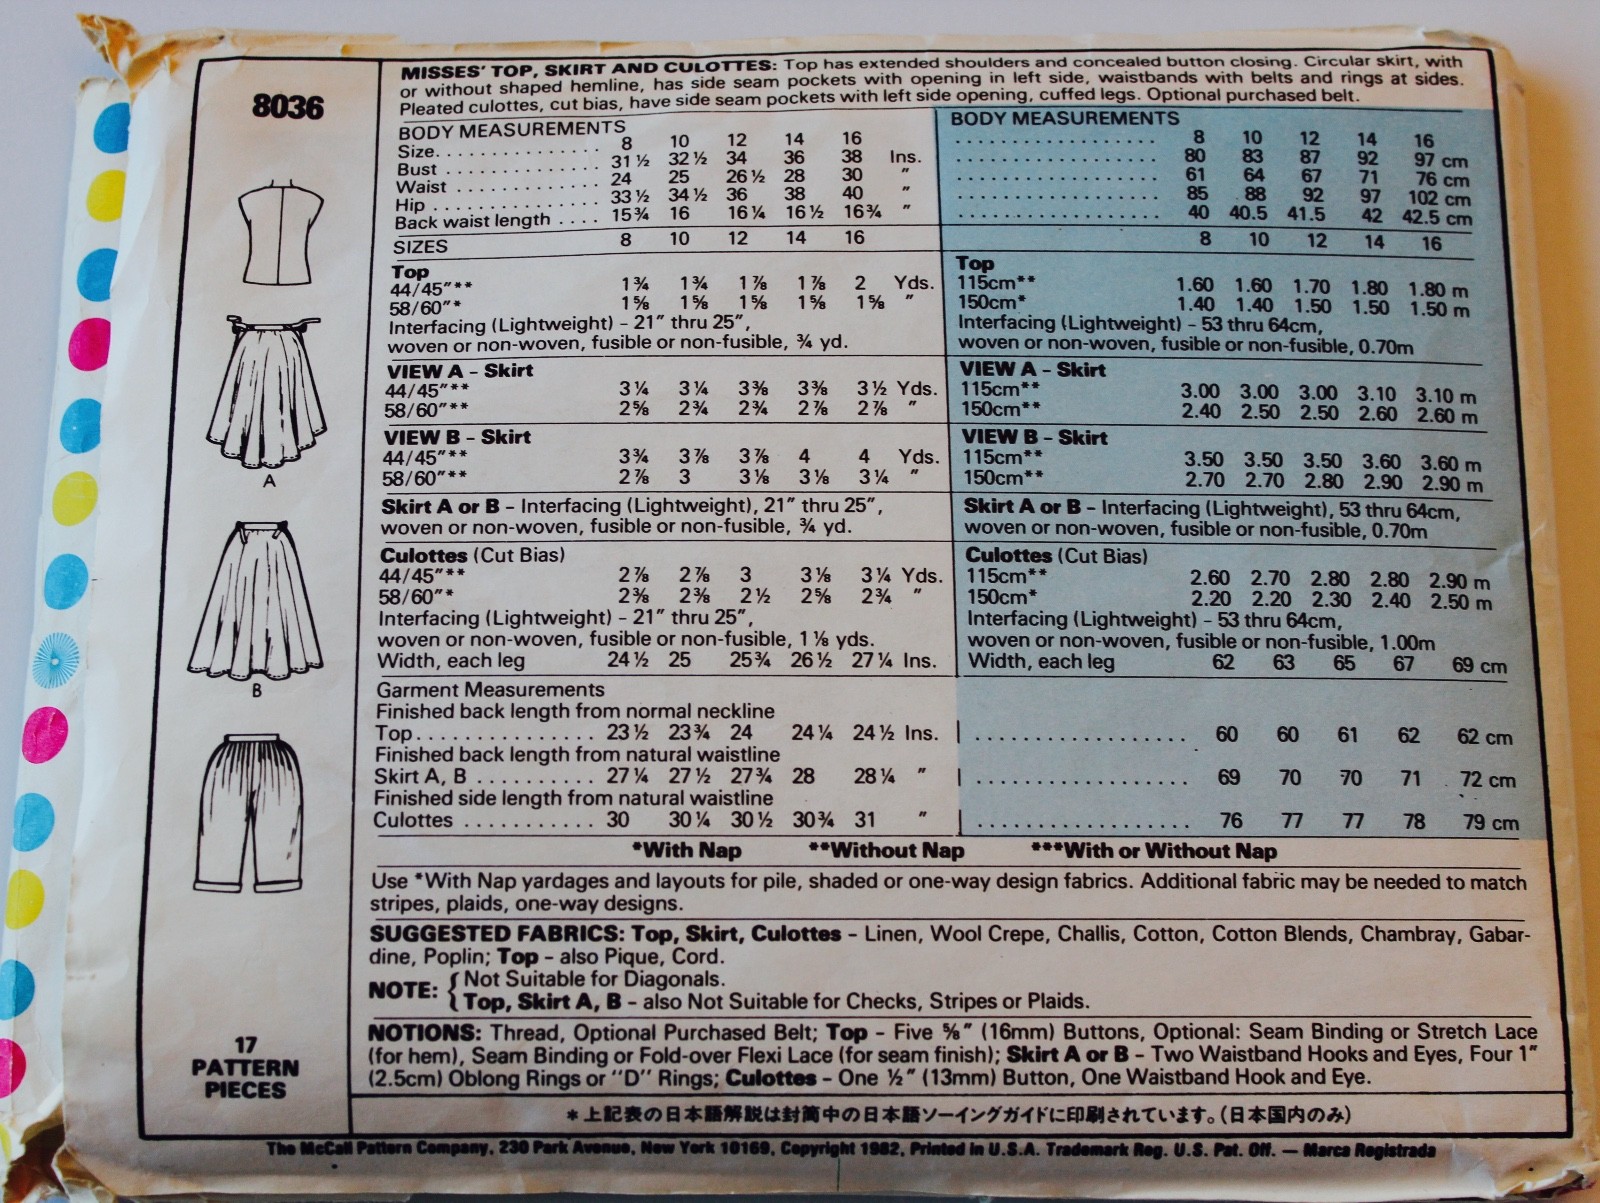 8036
MISSES' TOP, SKIRT AND CULOTTES: Top has extended shoulders and concealed button closing. Circular skirt, with
or without shaped hemline, has side seam pockets with opening in left side, waistbands with belts and rings at sides.
Pleated culottes, cut bias, have side seam pockets with left side opening, cuffed legs. Optional purchased belt.
BODY MEASUREMENTS BODY MEASUREMENTS
Size. . . . . . . . . . . . . . . 8 10 12 14 16 . . . . . . . . . . . . . . . . . . 8 10 12 14 16
Bust . . . . . . . . . . . . . . 31 ½ 32 ½ 34 36 38 Ins. . . . . . . . . . . . . . . . . . . 80 83 87 92 97 cm
Waist . . . . . . . . . . . . . 24 25 26 ½ 28 30 " . . . . . . . . . . . . . . . . . . 61 64 67 71 76 cm
Hip . . . . . . . . . . . . . . . 33 ½ 34 ½ 36 38 40 " . . . . . . . . . . . . . . . . . . 85 88 92 97 102 cm
Back waist length . . . . 15¾ 16 16 ¼ 16 ½ 16¾ " . . . . . . . . . . . . . . . . . . 40 40.5 41.5 42 42.5 cm
SIZES 8 10 12 14 16 8 10 12 14 16
Top Top
44/45"** 1¾ 1¾ 1⅞ 1⅞ 2 Yds. 115cm** 1.60 1.60 1.70 1.80 1.80 m
58/60"* 1⅝ 1⅝ 1⅝ 1⅝ 1⅝ " 150cm* 1.40 1.40 1.50 1.50 1.50 m
Interfacing (Lightweight) – 21" thru 25", Interfacing (Lightweight) – 53 thru 64cm,
woven or non-woven, fusible or non-fusible, ¾ yd. woven or non-woven, fusible or non-fusible, 0.70m
VIEW A – Skirt VIEW A – Skirt
44/45"** 3 ¼ 3 ¼ 3⅜ 3⅜ 3½ Yds. 115cm** 3.00 3.00 3.00 3.10 3.10 m
58/60"** 2⅝ 2¾ 2¾ 2⅞ 2⅞ " 150cm** 2.40 2.50 2.50 2.60 2.60 m
VIEW B – Skirt VIEW B – Skirt
44/45"** 3¾ 3⅞ 3⅞ 4 4 Yds. 115cm** 3.50 3.50 3.50 3.60 3.60 m
58/60"** 2⅞ 3 3⅛ 3⅛ 3¼ " 150cm** 2.70 2.70 2.80 2.90 2.90 m
Skirt A or B – Interfacing (Lightweight), 21" thru 25", Skirt A or B – Interfacing (Lightweight), 53 thru 64cm,
woven or non-woven, fusible or non-fusible, ¾ yd. woven or non-woven, fusible or non-fusible, 0.70m
Culottes (Cut Bias) Culottes (Cut Bias)
44/45"** 2⅞ 2⅞ 3 3⅛ 3¼ Yds. 115cm** 2.60 2.70 2.80 2.80 2.90 m
58/60"* 2⅜ 2⅜ 2½ 2⅝ 2¾ " 150cm* 2.20 2.20 2.30 2.40 2.50 m
Interfacing (Lightweight) – 21" thru 25", Interfacing (Lightweight) – 53 thru 64cm,
woven or non-woven, fusible or non-fusible, 1⅛ yds. woven or non-woven, fusible or non-fusible, 1.00m
Width, each leg 24½ 25 25¾ 26½ 27¼ Ins. Width, each leg 62 63 65 67 69 cm
Garment Measurements
Finished back length from normal neckline
Top. . . . . . . . . . . . . . . 23½ 23¾ 24 24¼ 24½ Ins. . . . . . . . . . . . . . . . . . . 60 60 61 62 62 cm
Finished back length from natural waistline
Skirt A, B . . . . . . . . . . 27¼ 27½ 27¾ 28 28¼ " . . . . . . . . . . . . . . . . . . 69 70 70 71 72 cm
Finished side length from natural waistline
Culottes . . . . . . . . . . . 30 30¼ 30½ 30¾ 31 " . . . . . . . . . . . . . . . . . . 76 77 77 78 79 cm
*With Nap **Without Nap ***With or Without Nap
Use *With Nap yardages and layouts for pile, shaded or one-way design fabrics. Additional fabric may be needed to match
stripes, plaids, one-way designs.
SUGGESTED FABRICS: Top, Skirt, Culottes – Linen, Wool Crepe, Challis, Cotton, Cotton Blends, Chambray, Gabar-
dine, Poplin; Top – also Pique, Cord.
NOTE: { Not Suitable for Diagonals.
Top, Skirt A, B – also Not Suitable for Checks, Stripes or Plaids.
NOTIONS: Thread, Optional Purchased Belt; Top – Five ⅝" (16mm) Buttons, Optional: Seam Binding or Stretch Lace
(for hem), Seam Binding or Fold-over Flexi Lace (for seam finish); Skirt A or B – Two Waistband Hooks and Eyes, Four 1"
(2.5cm) Oblong Rings or "D" Rings; Culottes – One ½" (13mm) Button, One Waistband Hook and Eye.
*上記表の日本語解説は封筒中の日本語ソーイングガイドに印刷されています。(日本国内のみ)
A
B
17
PATTERN
PIECES
The McCall Pattern Company, 230 Park Avenue, New York 10169, Copyright 1982, Printed in U.S.A. Trademark Reg. U.S. Pat. Off. — Marca Registrada